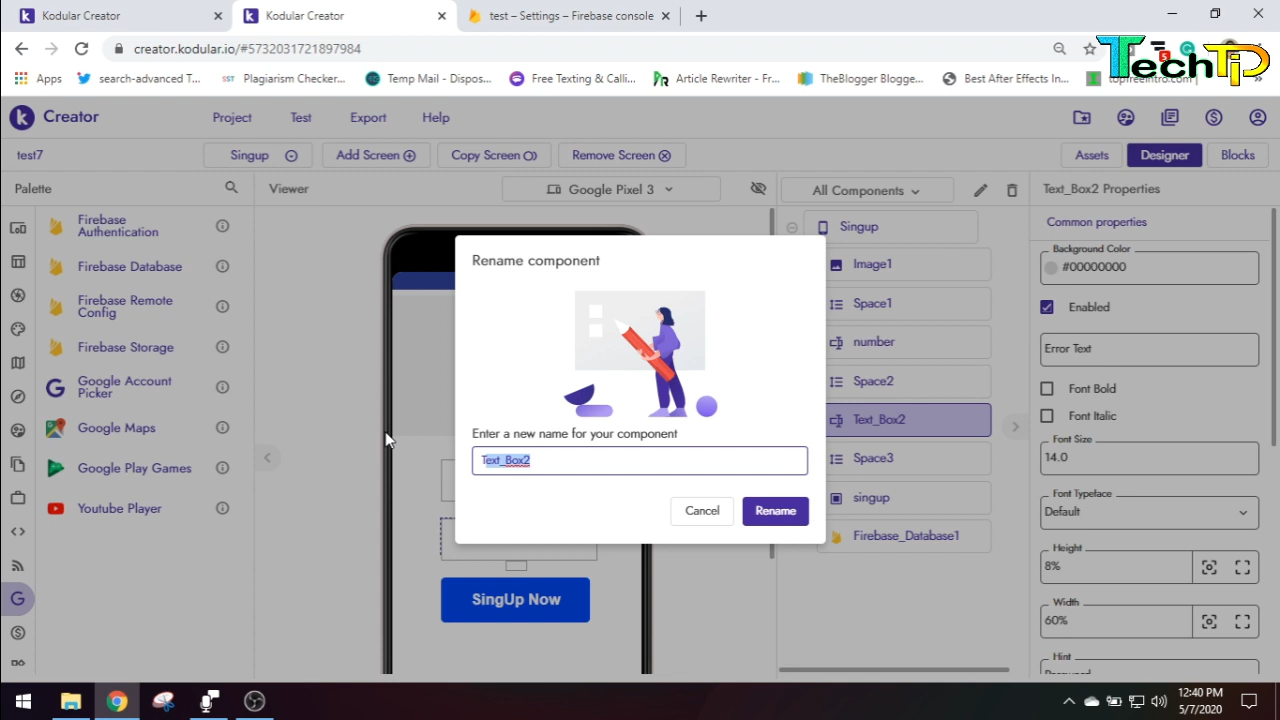 Kodular Creator
Kodular Creator
test – Settings – Firebase console
creator.kodular.io/#5732031721897984
Apps
search-advanced T...
SST
Plagiarism Checker...
Temp Mail - Dispos...
Free Texting & Calli...
Article Rewriter - Fr...
TheBlogger Blogge...
Best After Effects In...
topfreeintro.com
5
TechTip
Creator
Project
Test
Export
Help
test7
Singup
Add Screen
Copy Screen
Remove Screen
Assets
Designer
Blocks
Palette
Viewer
Google Pixel 3
All Components
Text_Box2 Properties
Firebase
Authentication
Firebase Database
Firebase Remote
Config
Firebase Storage
Google Account
Picker
Google Maps
Google Play Games
Youtube Player
Rename component
Enter a new name for your component
Text_Box2
Cancel
Rename
SingUp Now
Singup
Image1
Space1
number
Space2
Text_Box2
Space3
singup
Firebase_Database1
Common properties
Background Color
#00000000
Enabled
Error Text
Font Bold
Font Italic
Font Size
14.0
Font Typeface
Default
Height
8%
Width
60%
Hint
Password
12:40 PM
5/7/2020